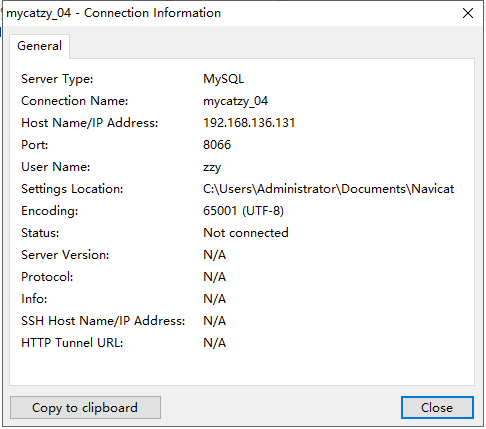 mycatzy_04 - Connection Information
General
Server Type: MySQL
Connection Name: mycatzy_04
Host Name/IP Address: 192.168.136.131
Port: 8066
User Name: zzy
Settings Location: C:\Users\Administrator\Documents\Navicat
Encoding: 65001 (UTF-8)
Status: Not connected
Server Version: N/A
Protocol: N/A
Info: N/A
SSH Host Name/IP Address: N/A
HTTP Tunnel URL: N/A
Copy to clipboard Close